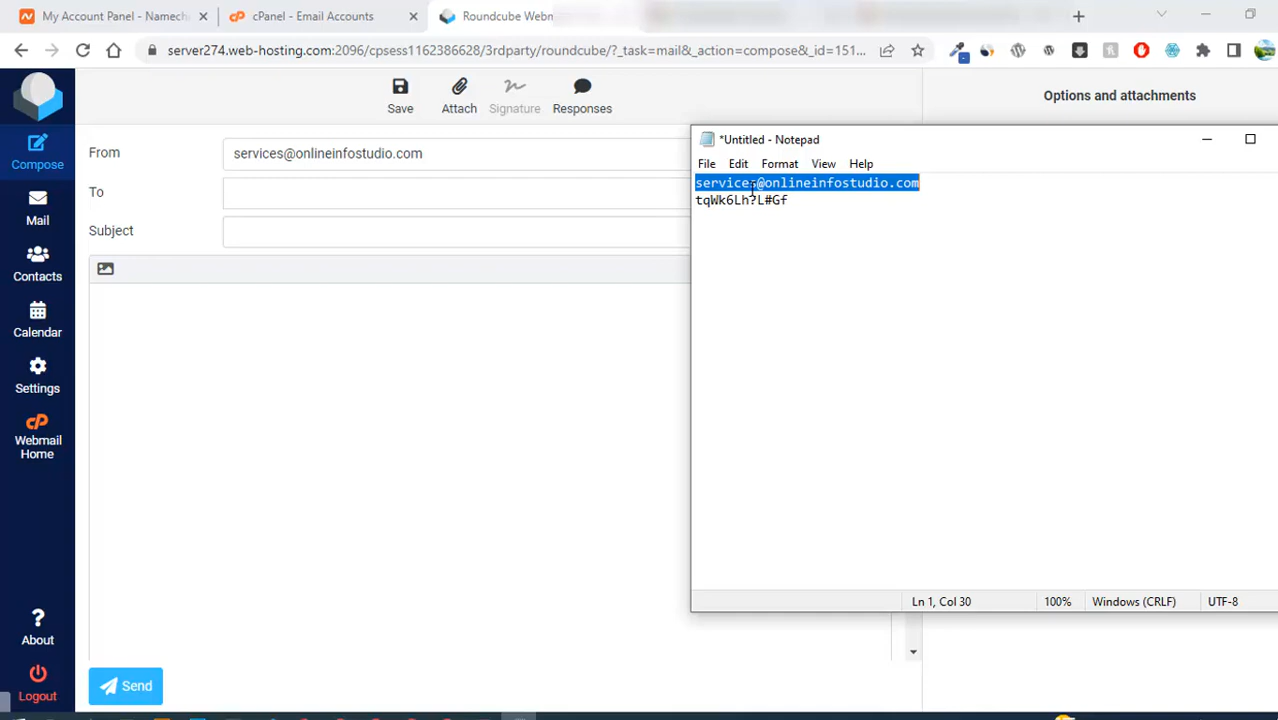 My Account Panel - Namech
cPanel - Email Accounts
Roundcube Webm
server274.web-hosting.com:2096/cpsess1162386628/3rdparty/roundcube/?_task=mail&_action=compose&_id=151...
Save
Attach
Signature
Responses
Options and attachments
Compose
Mail
Contacts
Calendar
Settings
cP
Webmail
Home
About
Logout
From
services@onlineinfostudio.com
To
Subject
Send
*Untitled - Notepad
File
Edit
Format
View
Help
services@onlineinfostudio.com
tqWk6Lh?L#Gf
Ln 1, Col 30
100%
Windows (CRLF)
UTF-8